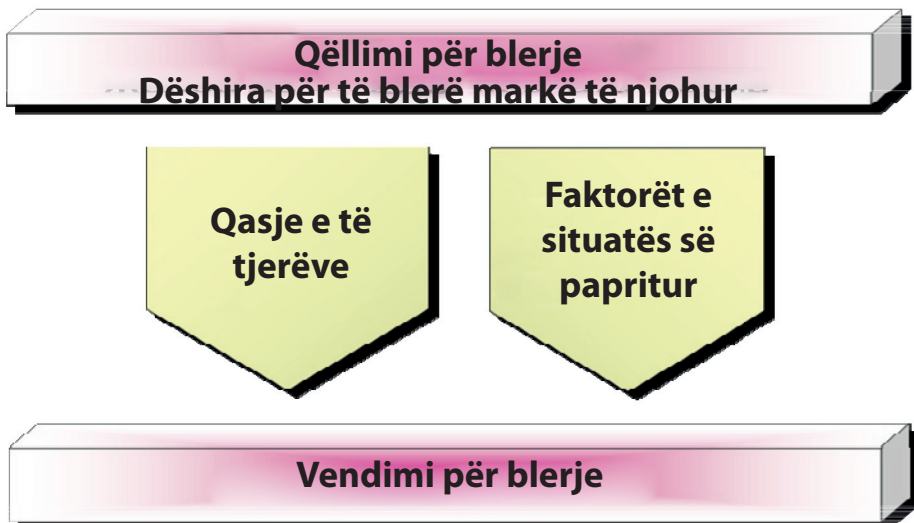 Qëllimi për blerje
Dëshira për të blerë markë të njohur
Qasje e të
tjerëve
Faktorët e
situatës së
papritur
Vendimi për blerje